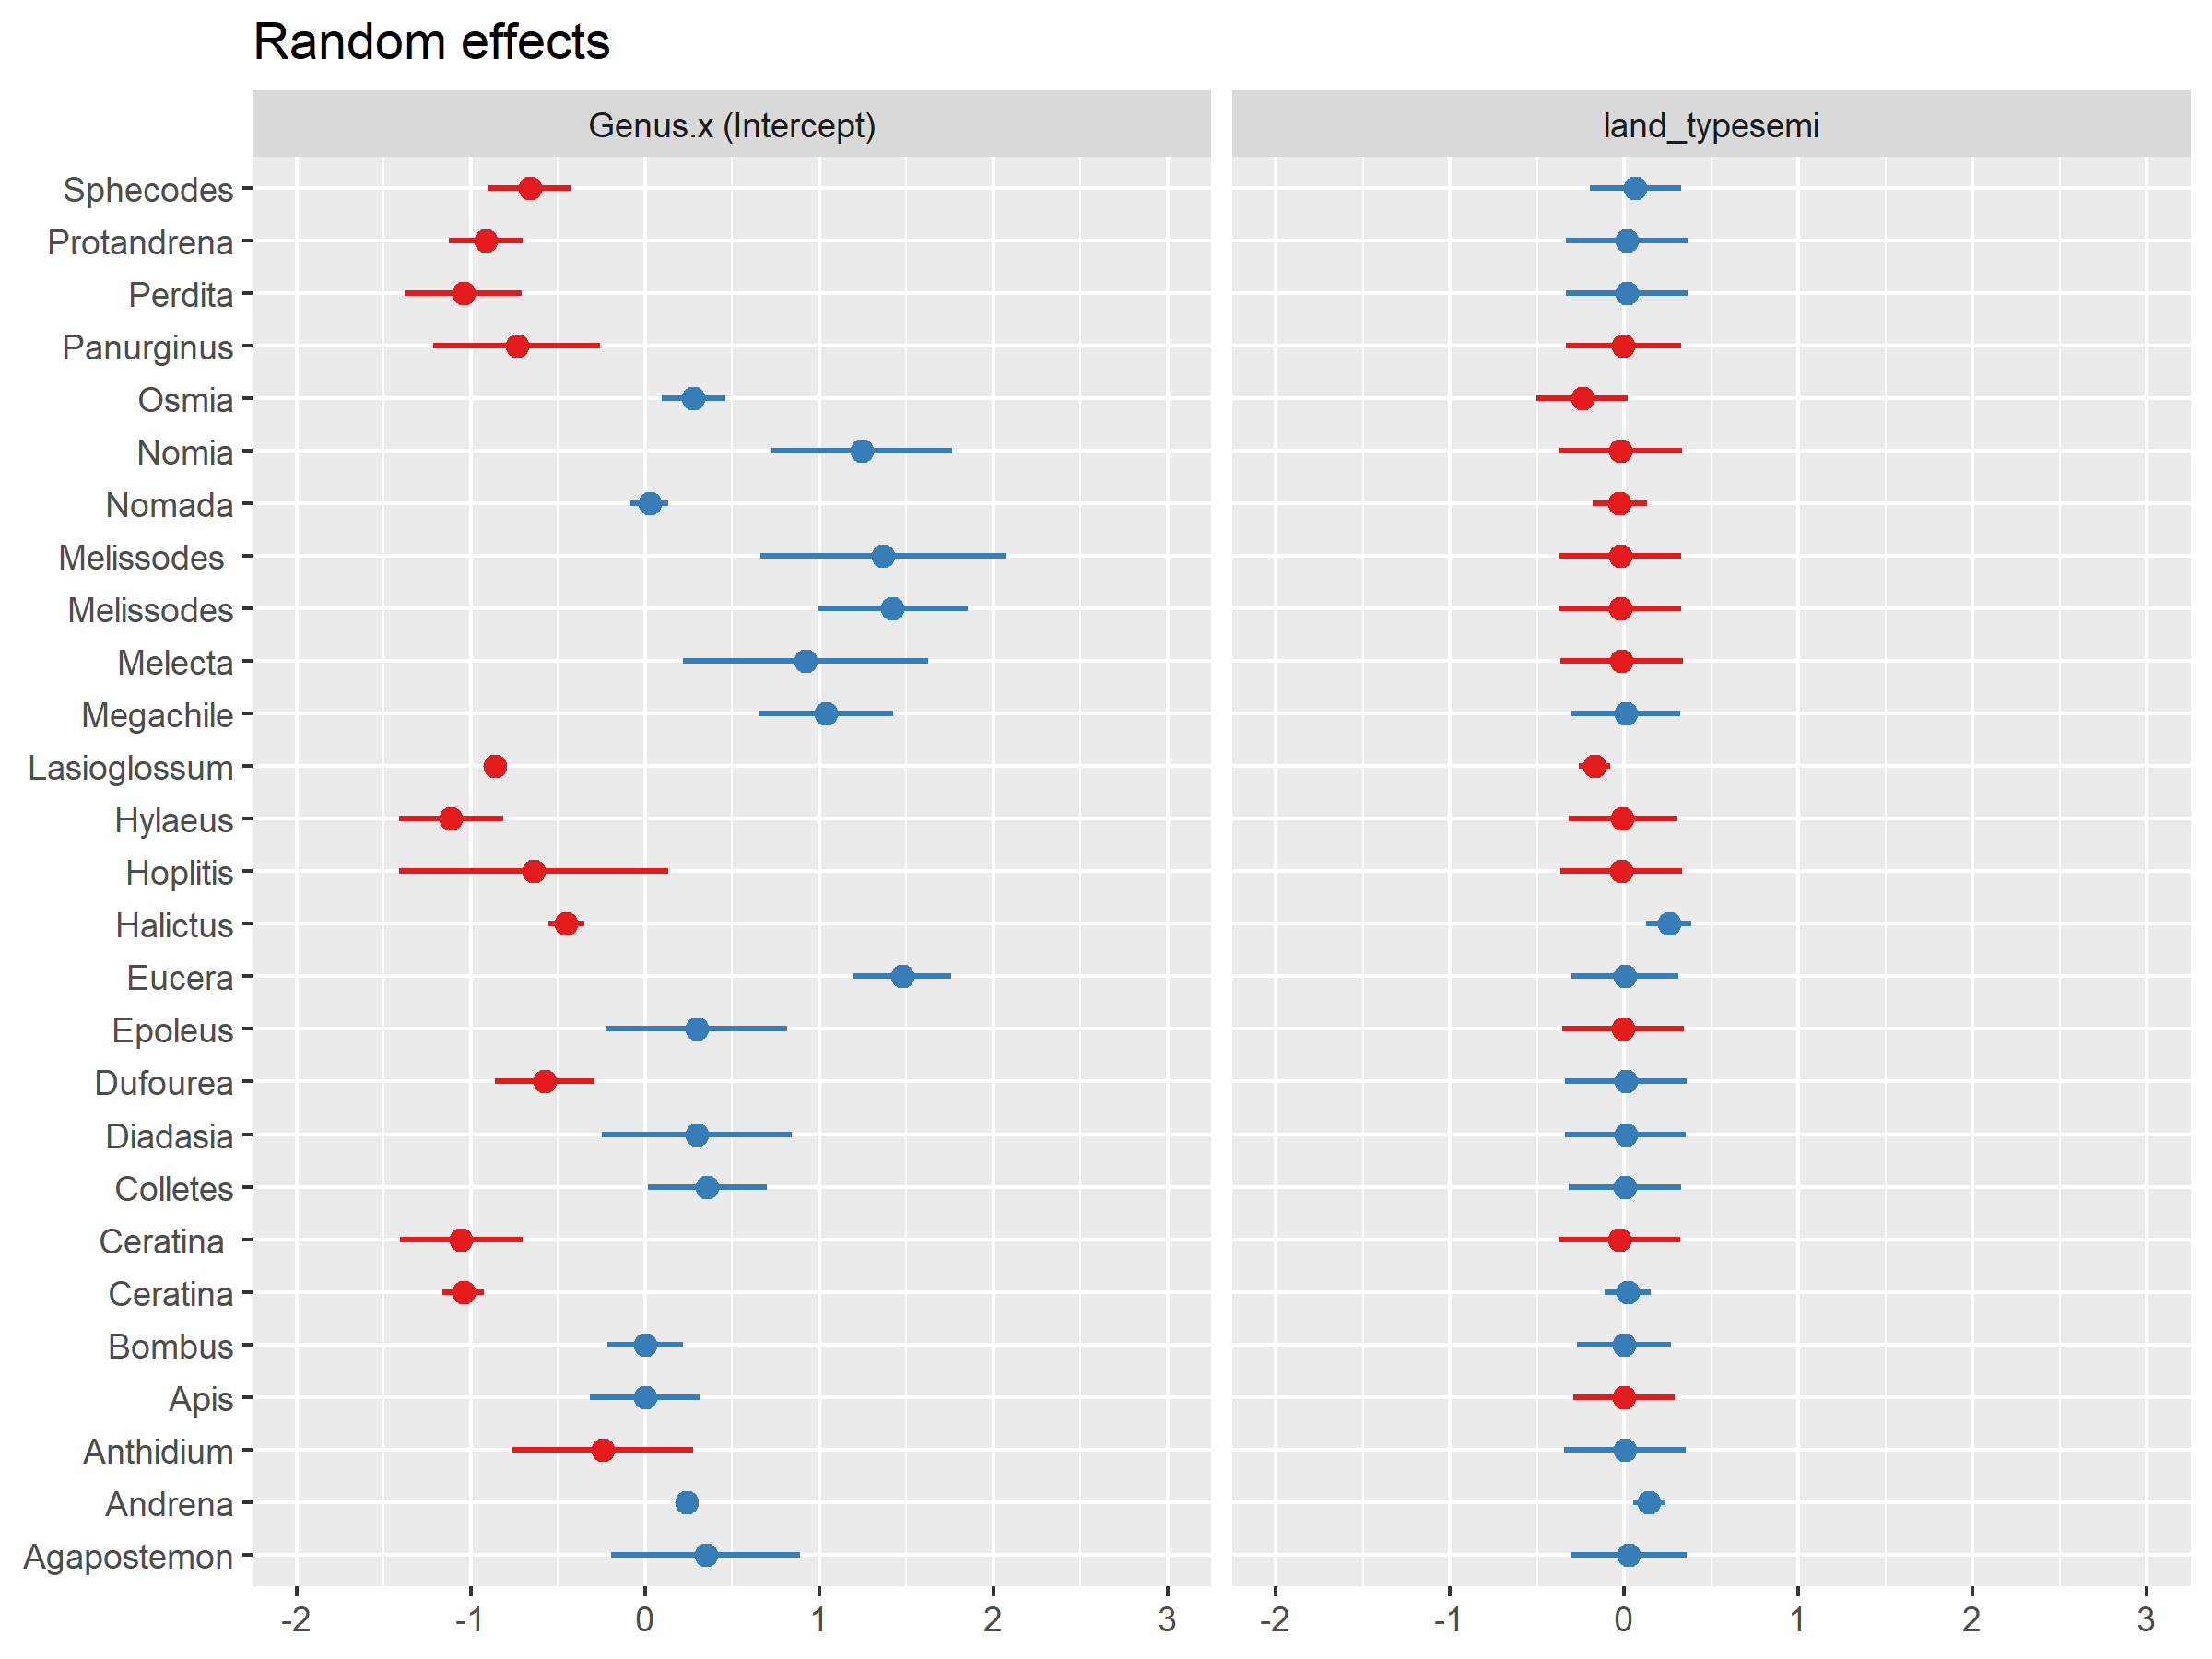 Random effects
Genus.x (Intercept) land_typesemi
Sphecodes
Protandrena
Perdita
Panurginus
Osmia
Nomia
Nomada
Melissodes
Melissodes
Melecta
Megachile
Lasioglossum
Hylaeus
Hoplitis
Halictus
Eucera
Epoleus
Dufourea
Diadasia
Colletes
Ceratina
Ceratina
Bombus
Apis
Anthidium
Andrena
Agapostemon
-2 -1 0 1 2 3 -2 -1 0 1 2 3